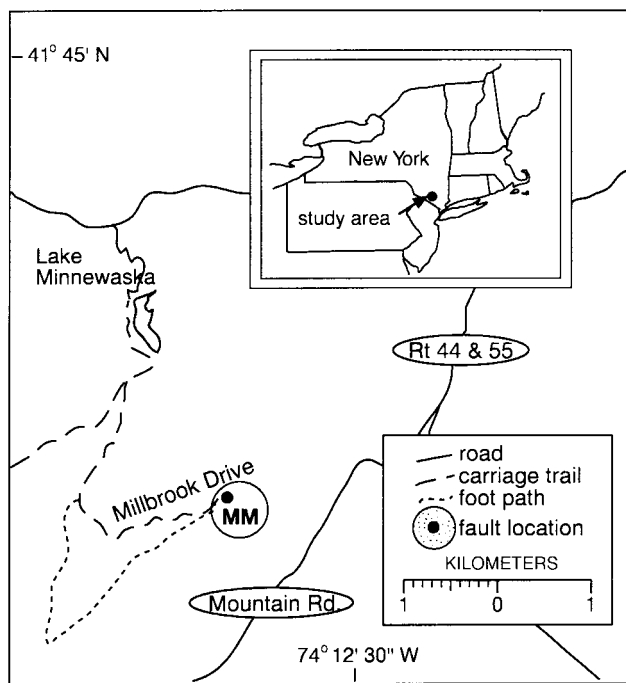 41° 45' N
New York
study area
Lake
Minnewaska
Rt 44 & 55
Millbrook Drive
MM
road
carriage trail
foot path
fault location
KILOMETERS
1 0 1
Mountain Rd.
74° 12' 30" W